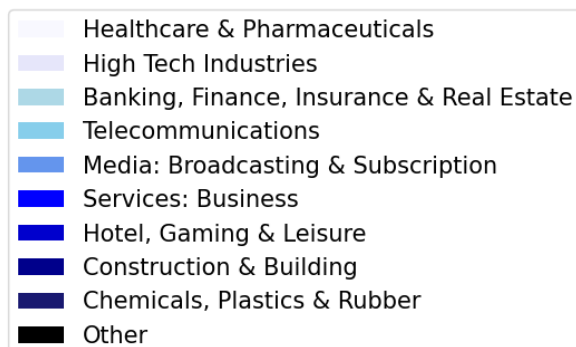 Healthcare & Pharmaceuticals
High Tech Industries
Banking, Finance, Insurance & Real Estate
Telecommunications
Media: Broadcasting & Subscription
Services: Business
Hotel, Gaming & Leisure
Construction & Building
Chemicals, Plastics & Rubber
Other